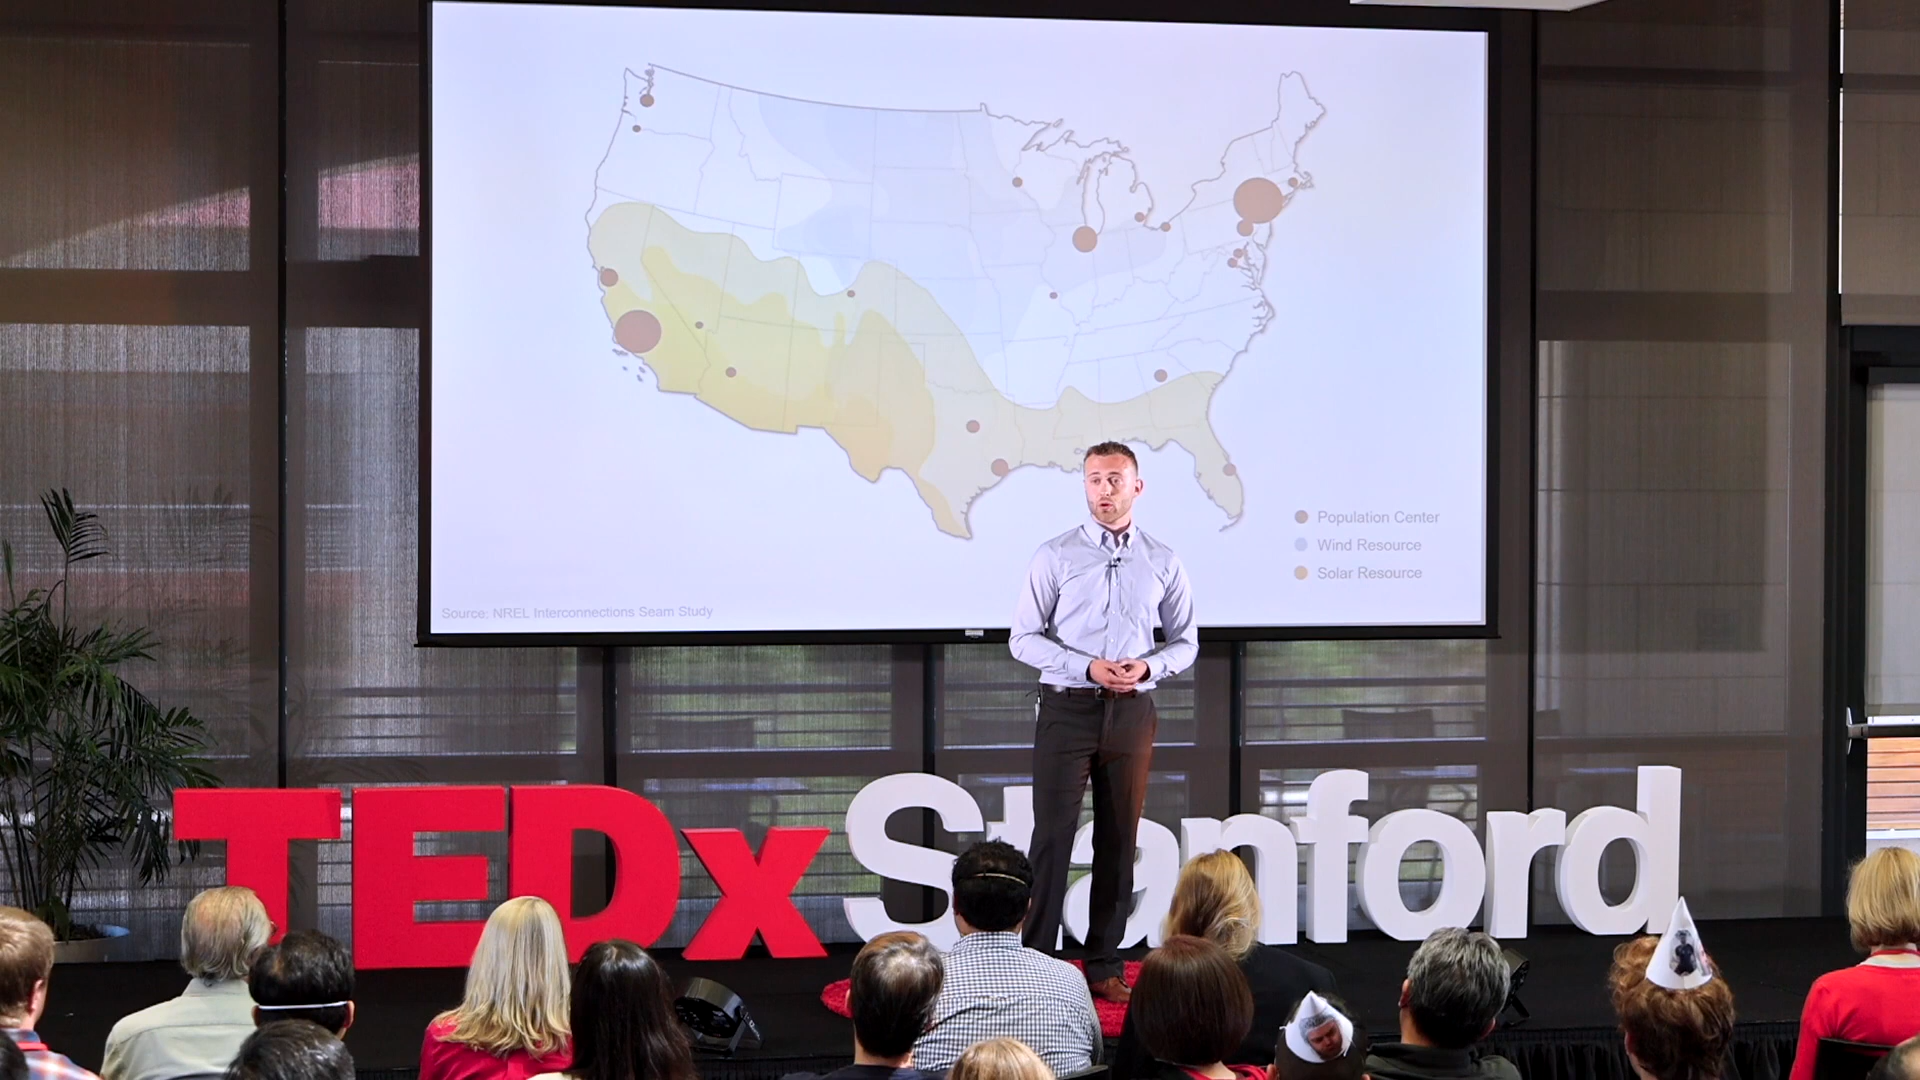 Population Center
Wind Resource
Solar Resource
Source: NREL Interconnections Seam Study
TEDxStanford